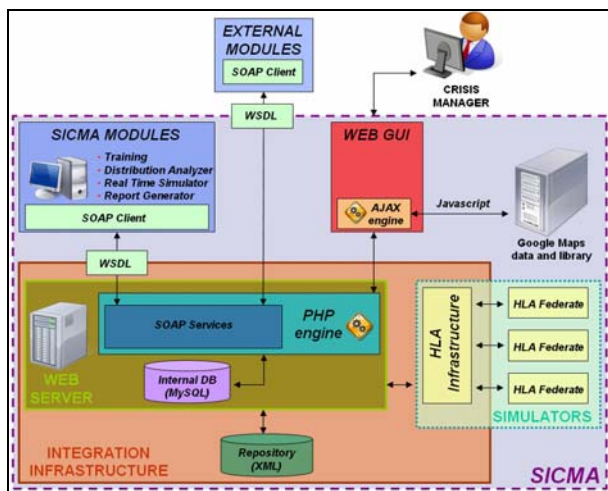 EXTERNAL
MODULES
SOAP Client
CRISIS
MANAGER
WSDL
SICMA MODULES
• Training
• Distribution Analyzer
• Real Time Simulator
• Report Generator
SOAP Client
WEB GUI
AJAX
engine
Javascript
Google Maps
data and library
WSDL
SOAP Services
PHP
engine
HLA
Infrastructure
HLA Federate
HLA Federate
HLA Federate
WEB
SERVER
Internal DB
(MySQL)
SIMULATORS
INTEGRATION
INFRASTRUCTURE
Repository
(XML)
SICMA